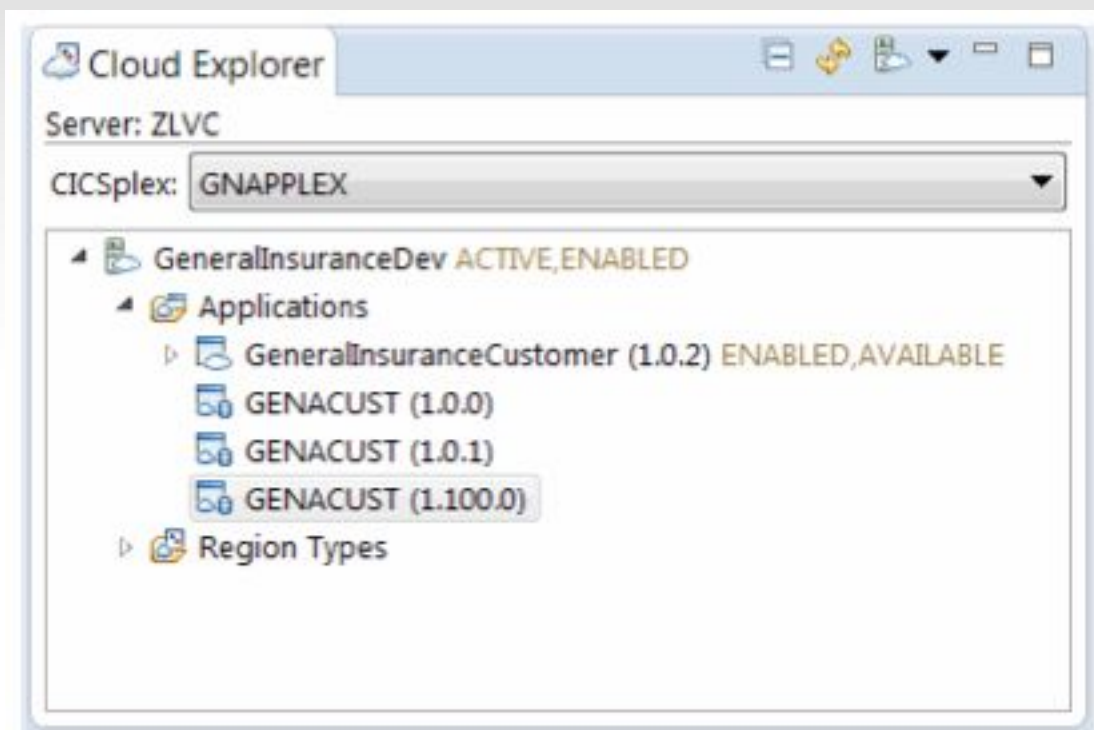 Cloud Explorer
Server: ZLVC
CICSplex: GNAPPLEX
GeneralInsuranceDev ACTIVE,ENABLED
Applications
GeneralInsuranceCustomer (1.0.2) ENABLED,AVAILABLE
GENACUST (1.0.0)
GENACUST (1.0.1)
GENACUST (1.100.0)
Region Types